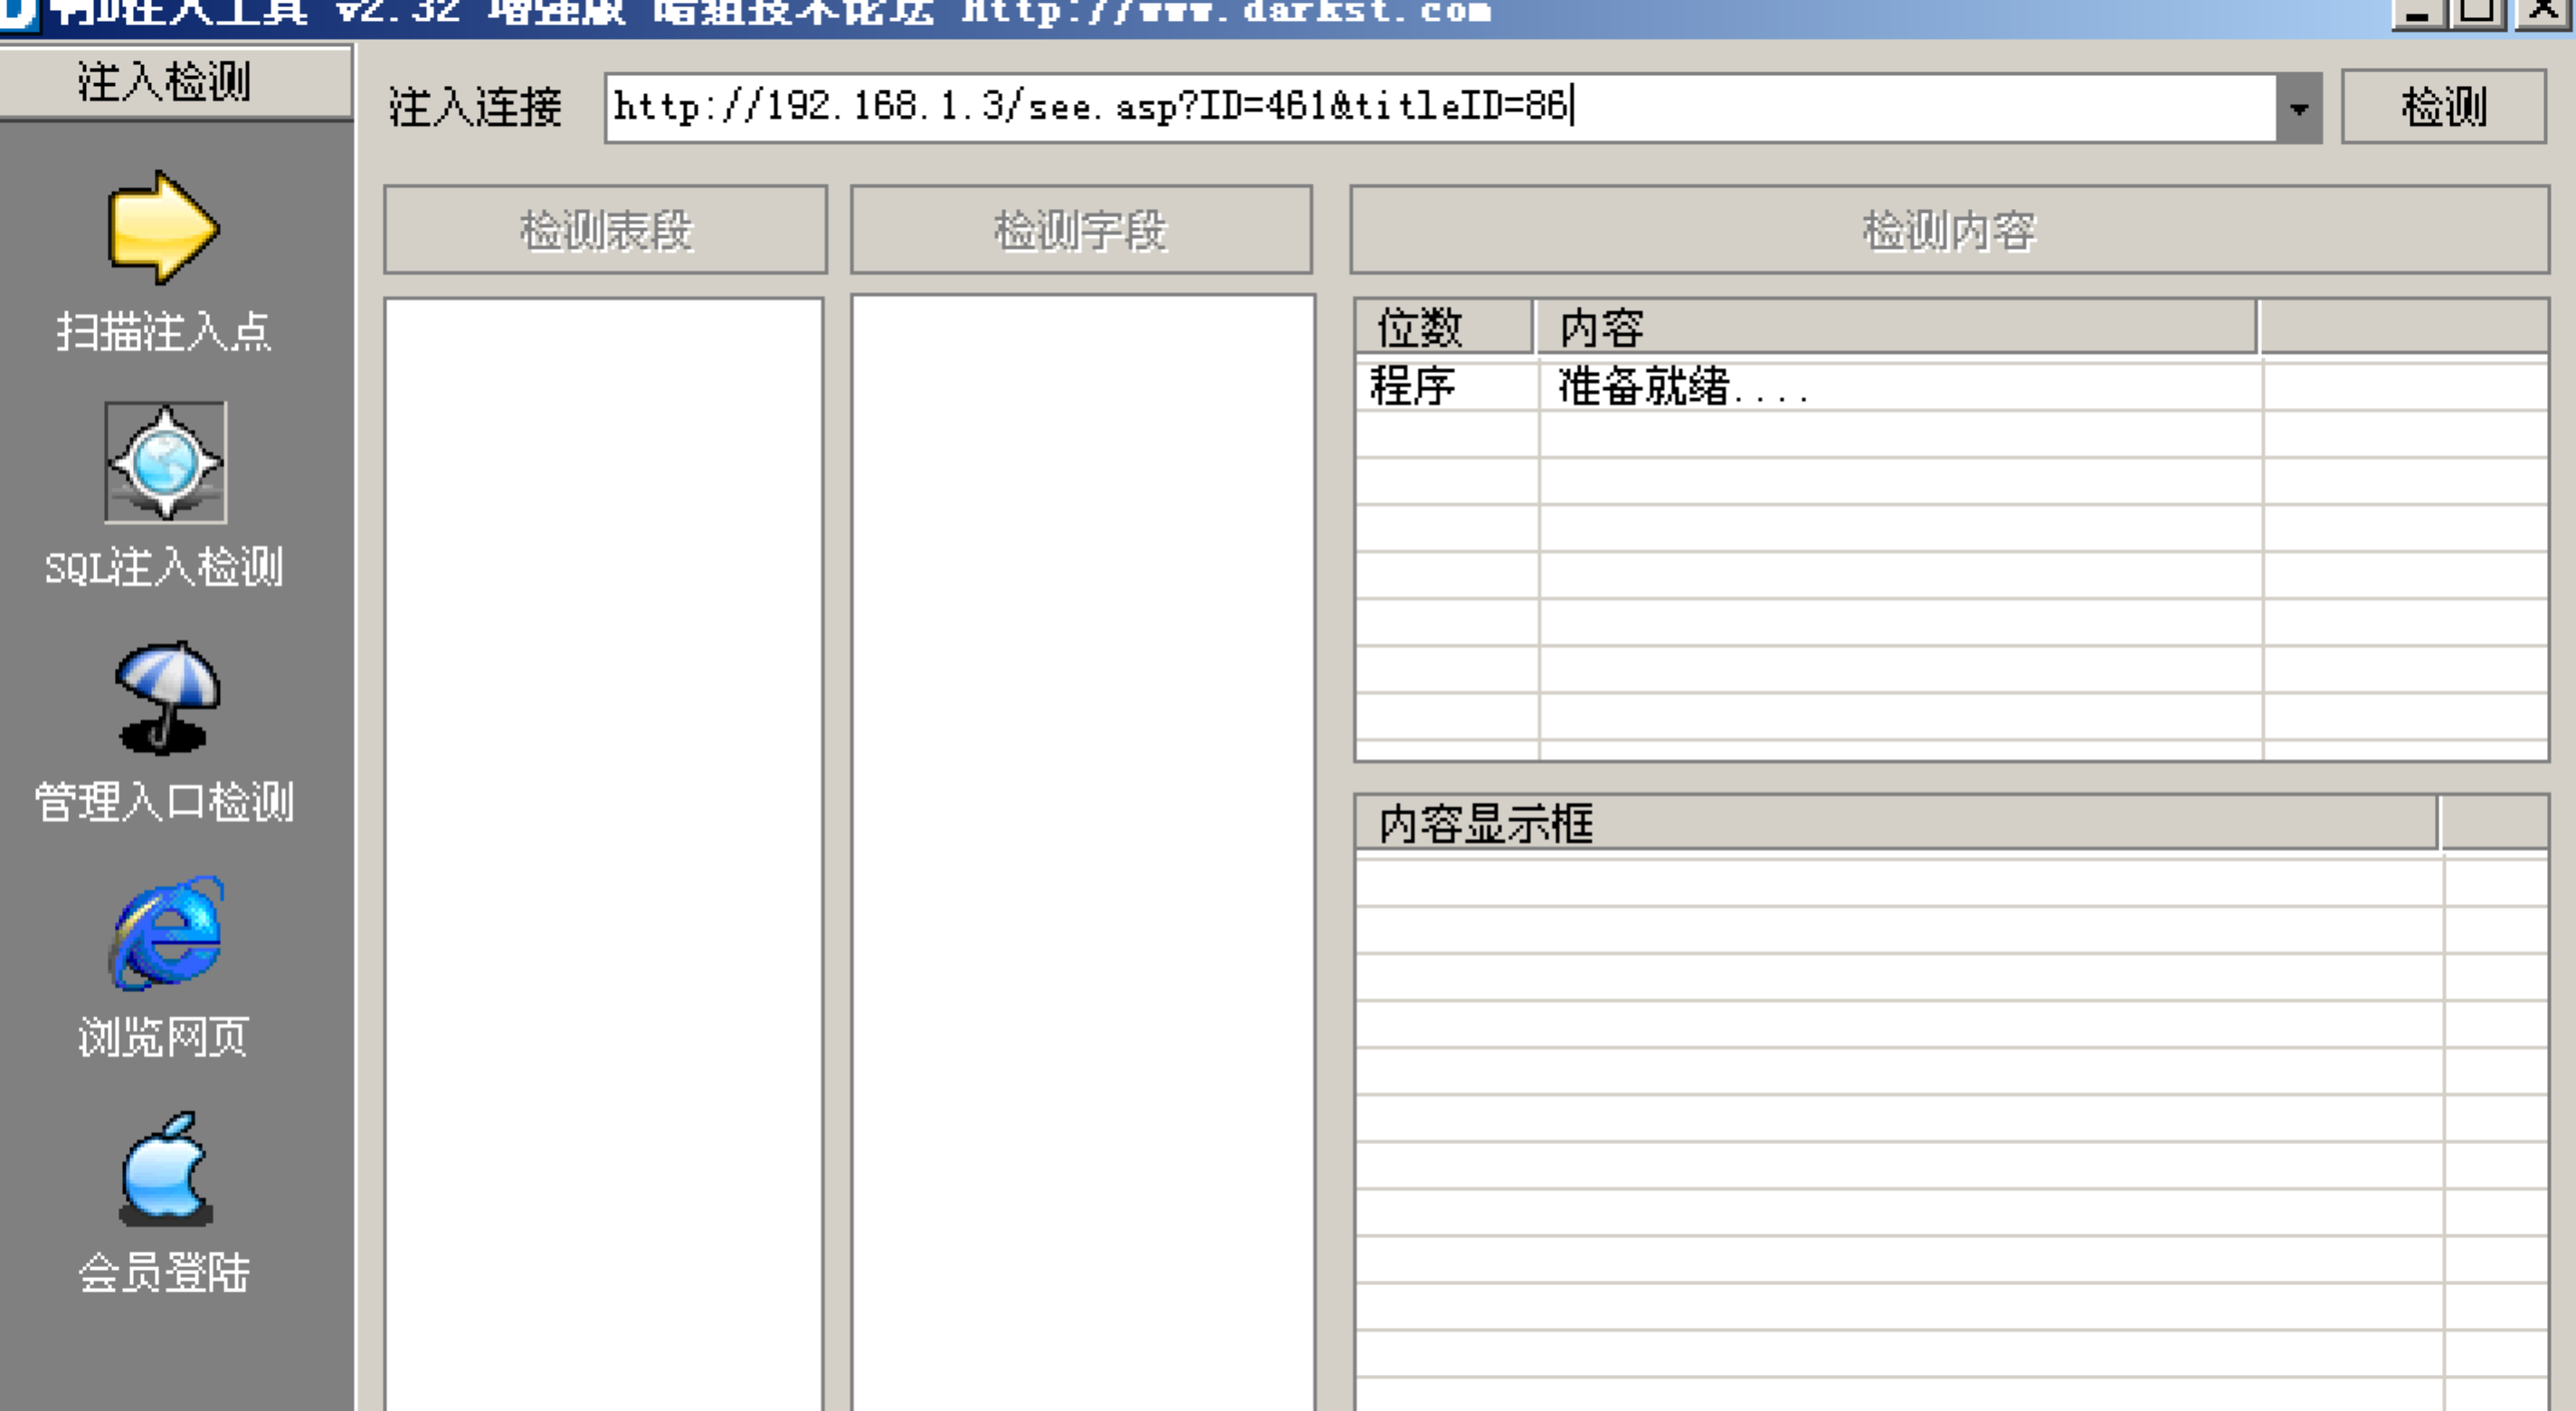 注入工具 v2.32 增强版 暗组技术论坛 Http://www.darkst.com
注入检测
注入连接
http://192.168.1.3/see.asp?ID=461&titleID=86
检测
检测表段
检测字段
检测内容
扫描注入点
SQL注入检测
管理入口检测
浏览网页
会员登陆
位数 内容
程序 准备就绪....
内容显示框